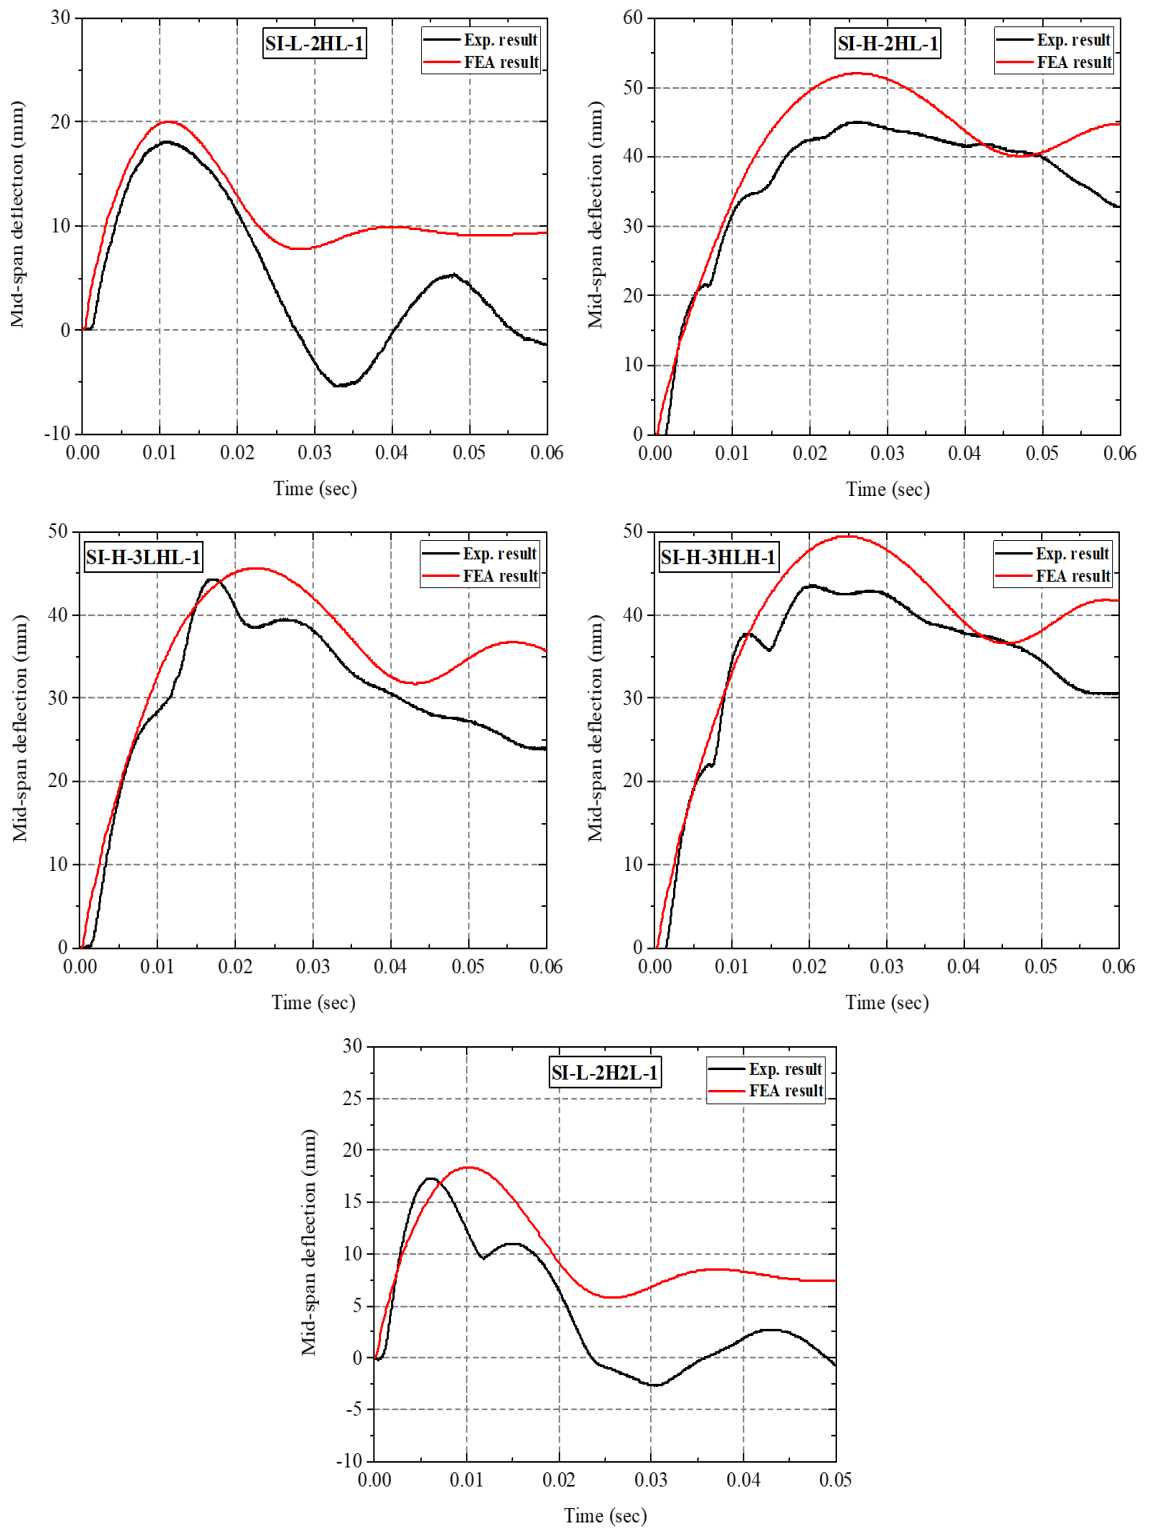 SI-L-2HL-1
Exp. result
FEA result
30
20
10
0
-10
Mid-span deflection (mm)
0.00 0.01 0.02 0.03 0.04 0.05 0.06
Time (sec)
SI-H-2HL-1
Exp. result
FEA result
60
50
40
30
20
10
0
Mid-span deflection (mm)
0.00 0.01 0.02 0.03 0.04 0.05 0.06
Time (sec)
SI-H-3LHL-1
Exp. result
FEA result
50
40
30
20
10
0
Mid-span deflection (mm)
0.00 0.01 0.02 0.03 0.04 0.05 0.06
Time (sec)
SI-H-3HLH-1
Exp. result
FEA result
50
40
30
20
10
0
Mid-span deflection (mm)
0.00 0.01 0.02 0.03 0.04 0.05 0.06
Time (sec)
SI-L-2H2L-1
Exp. result
FEA result
30
25
20
15
10
5
0
-5
-10
Mid-span deflection (mm)
0.00 0.01 0.02 0.03 0.04 0.05
Time (sec)